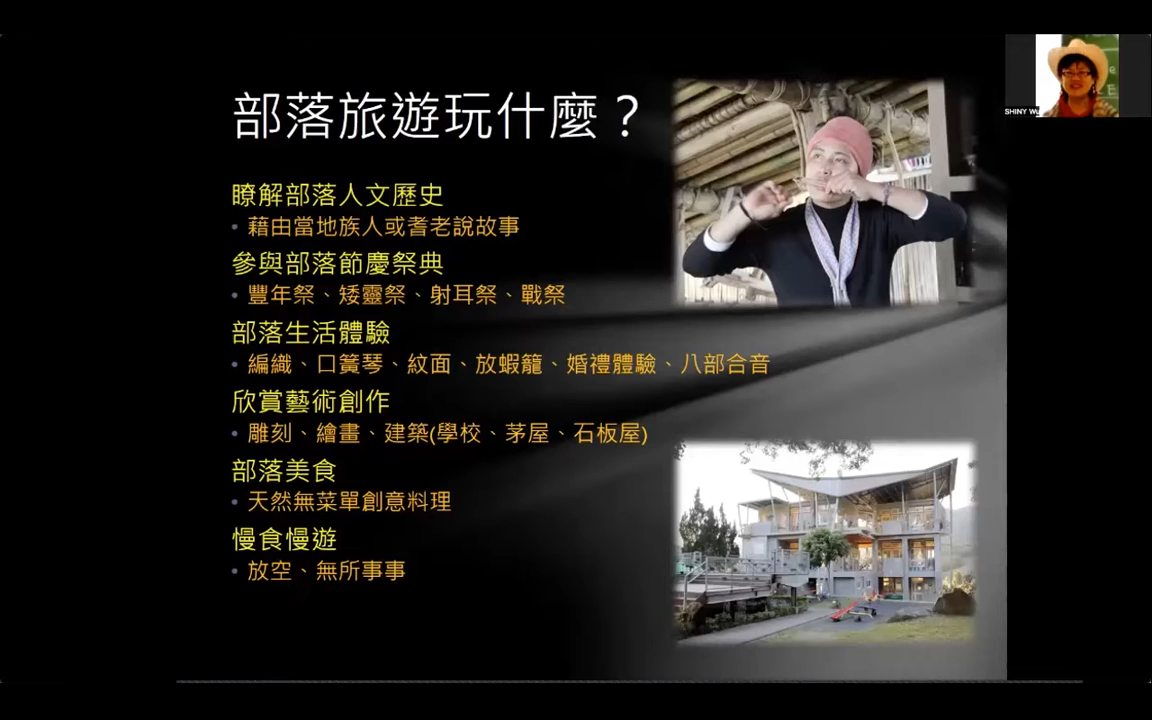 部落旅遊玩什麼？
瞭解部落人文歷史
• 藉由當地族人或耆老說故事
參與部落節慶祭典
• 豐年祭、矮靈祭、射耳祭、戰祭
部落生活體驗
• 編織、口簧琴、紋面、放蝦籠、婚禮體驗、八部合音
欣賞藝術創作
• 雕刻、繪畫、建築(學校、茅屋、石板屋)
部落美食
• 天然無菜單創意料理
慢食慢遊
• 放空、無所事事
SHINY WU